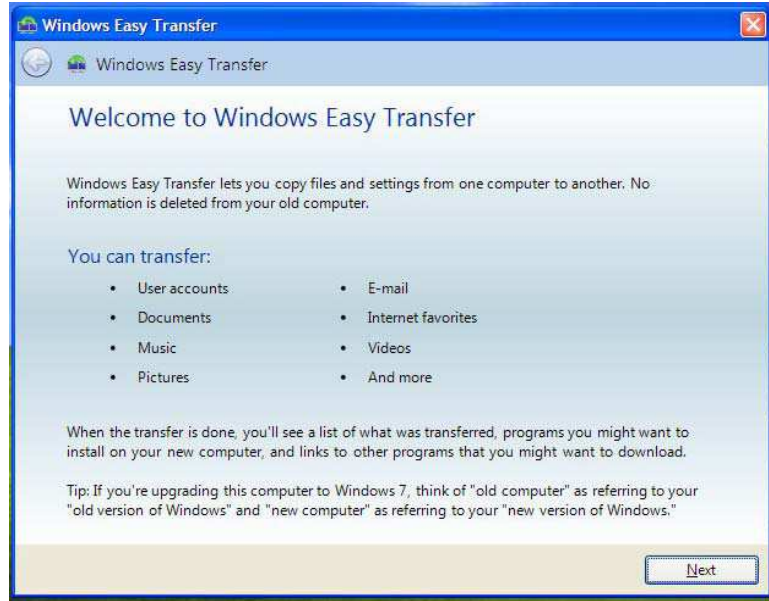 Windows Easy Transfer
Windows Easy Transfer
Welcome to Windows Easy Transfer
Windows Easy Transfer lets you copy files and settings from one computer to another. No
information is deleted from your old computer.
You can transfer:
• User accounts
• Documents
• Music
• Pictures
• E-mail
• Internet favorites
• Videos
• And more
When the transfer is done, you'll see a list of what was transferred, programs you might want to
install on your new computer, and links to other programs that you might want to download.
Tip: If you're upgrading this computer to Windows 7, think of "old computer" as referring to your
"old version of Windows" and "new computer" as referring to your "new version of Windows."
Next